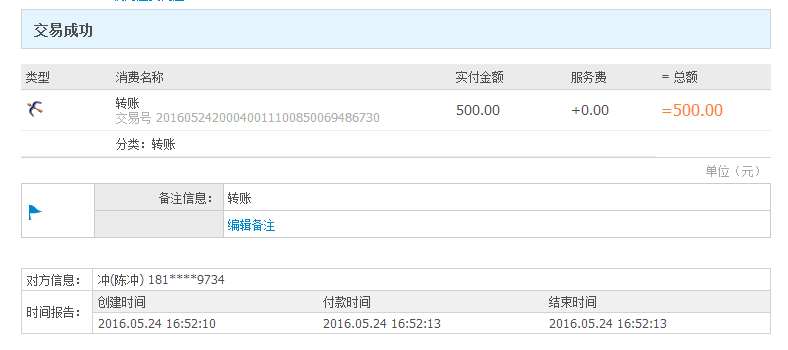 交易成功
类型 消费名称 实付金额 服务费 = 总额
转账 500.00 +0.00 =500.00
交易号 20160524200040011100850069486730
分类：转账
单位（元）
备注信息： 转账
编辑备注
对方信息： 冲(陈冲) 181****9734
时间报告： 创建时间 付款时间 结束时间
2016.05.24 16:52:10 2016.05.24 16:52:13 2016.05.24 16:52:13